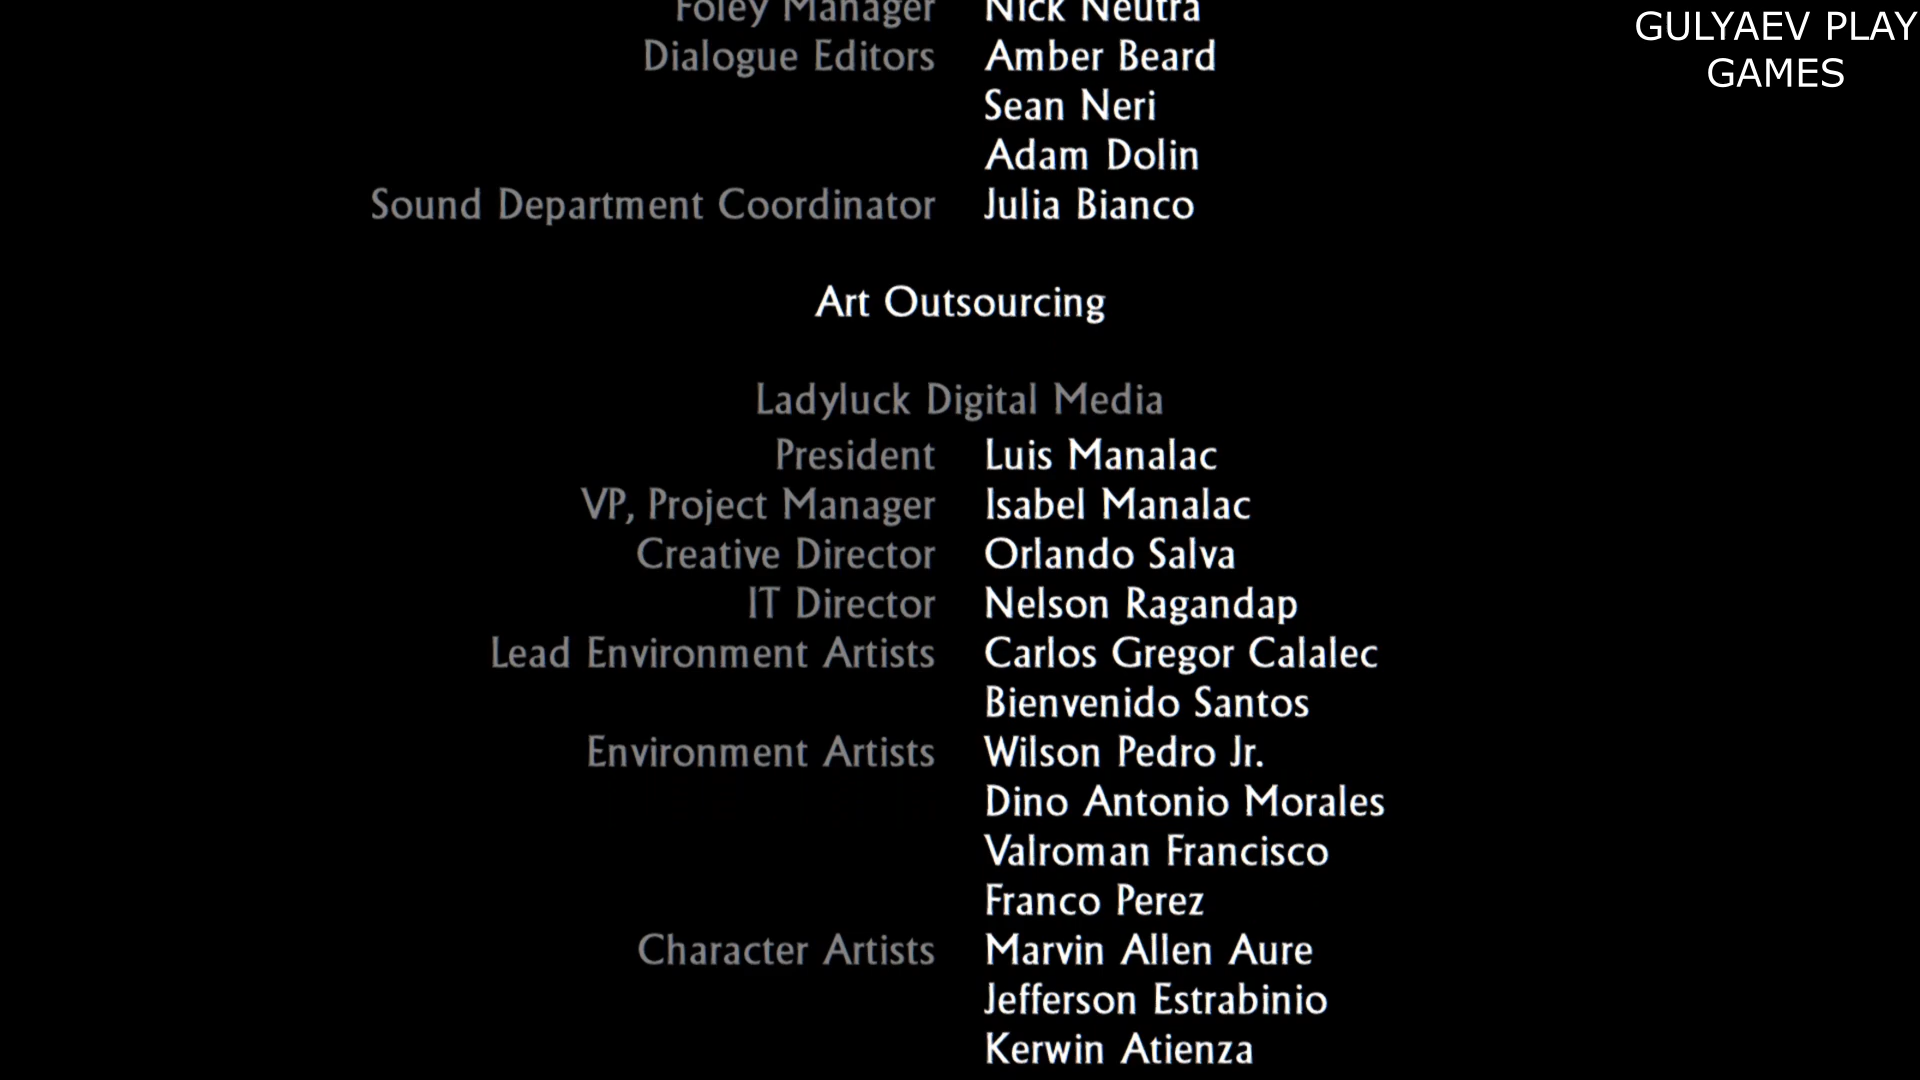 Foley Manager Nick Neutra
GULYAEV PLAY
GAMES
Dialogue Editors Amber Beard
Sean Neri
Adam Dolin
Sound Department Coordinator Julia Bianco
Art Outsourcing
Ladyluck Digital Media
President Luis Manalac
VP, Project Manager Isabel Manalac
Creative Director Orlando Salva
IT Director Nelson Ragandap
Lead Environment Artists Carlos Gregor Calalec
Bienvenido Santos
Environment Artists Wilson Pedro Jr.
Dino Antonio Morales
Valroman Francisco
Franco Perez
Character Artists Marvin Allen Aure
Jefferson Estrabinio
Kerwin Atienza